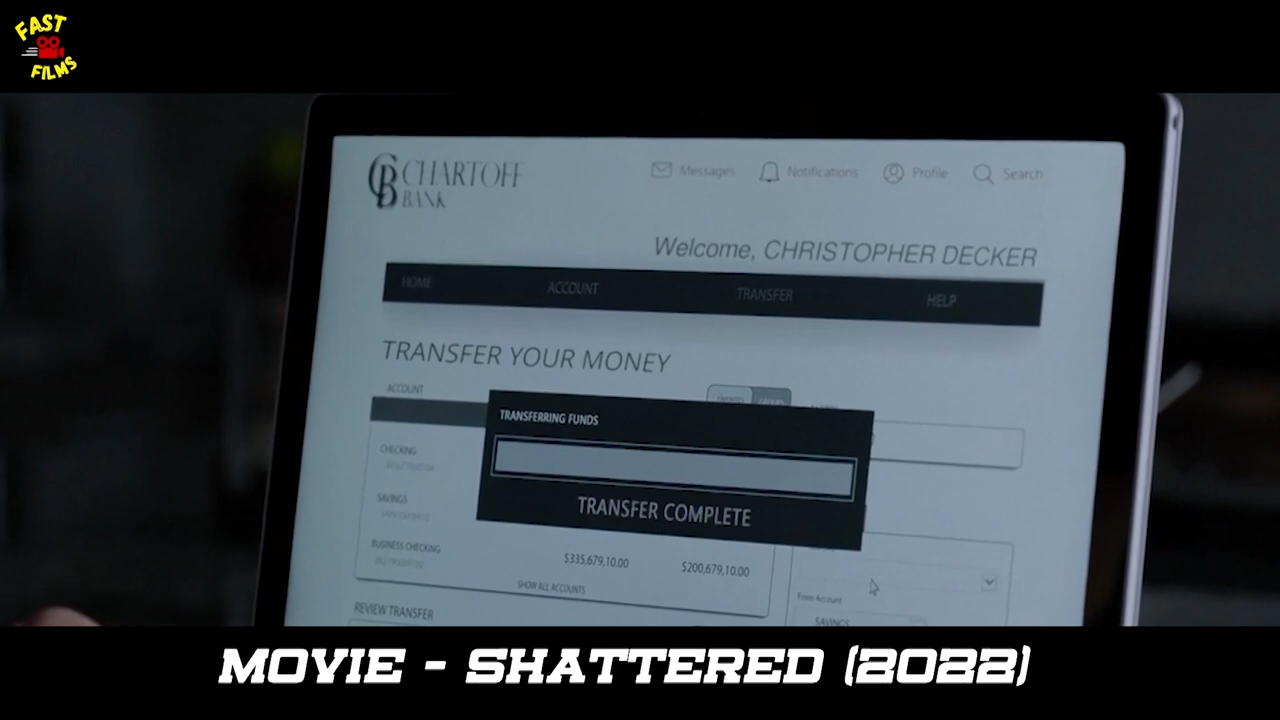 FAST
FILMS
CHARTOFF
BANK
Messages
Notifications
Profile
Search
Welcome, CHRISTOPHER DECKER
HOME
ACCOUNT
TRANSFER
HELP
TRANSFER YOUR MONEY
ACCOUNT
TRANSFERRING FUNDS
CHECKING
SAVINGS
TRANSFER COMPLETE
BUSINESS CHECKING
$335,679,10.00
$200,679,10.00
SHOW ALL ACCOUNTS
From Account
SAVINGS
REVIEW TRANSFER
MOVIE - SHATTERED (2022)